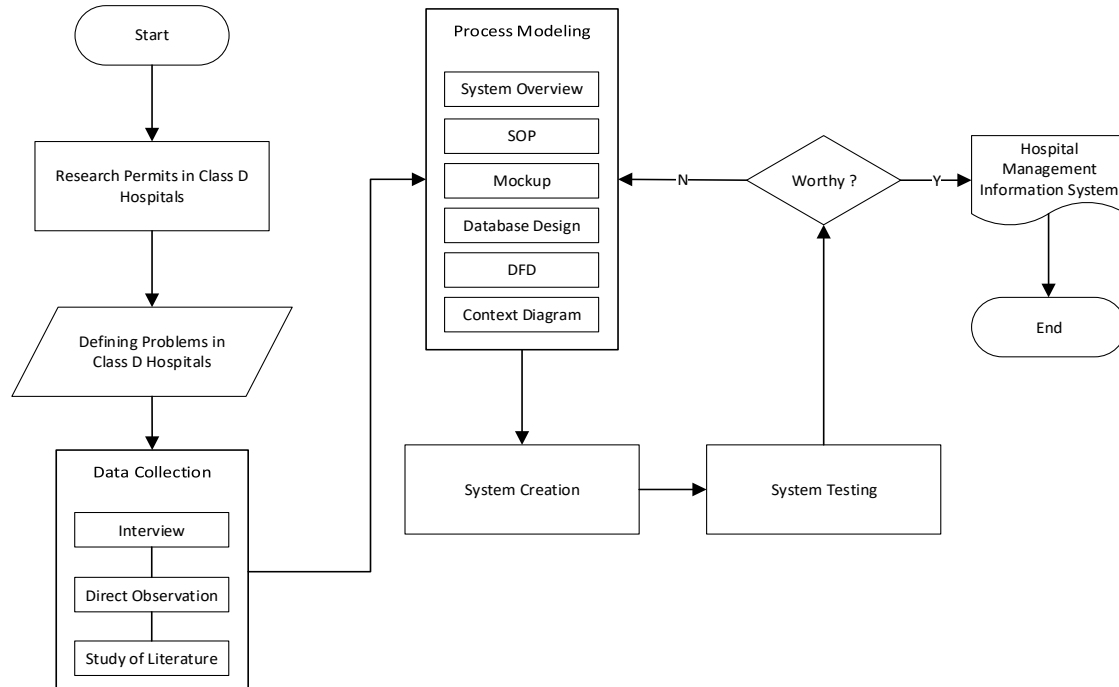 Start
Research Permits in Class D
Hospitals
Defining Problems in
Class D Hospitals
Data Collection
Interview
Direct Observation
Study of Literature
Process Modeling
System Overview
SOP
Mockup
Database Design
DFD
Context Diagram
System Creation
System Testing
Worthy ?
N
Y
Hospital
Management
Information System
End